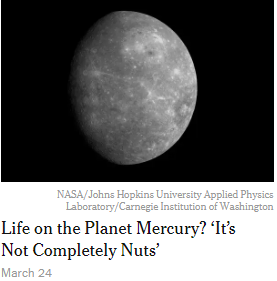 NASA/Johns Hopkins University Applied Physics
Laboratory/Carnegie Institution of Washington
Life on the Planet Mercury? ‘It’s
Not Completely Nuts’
March 24